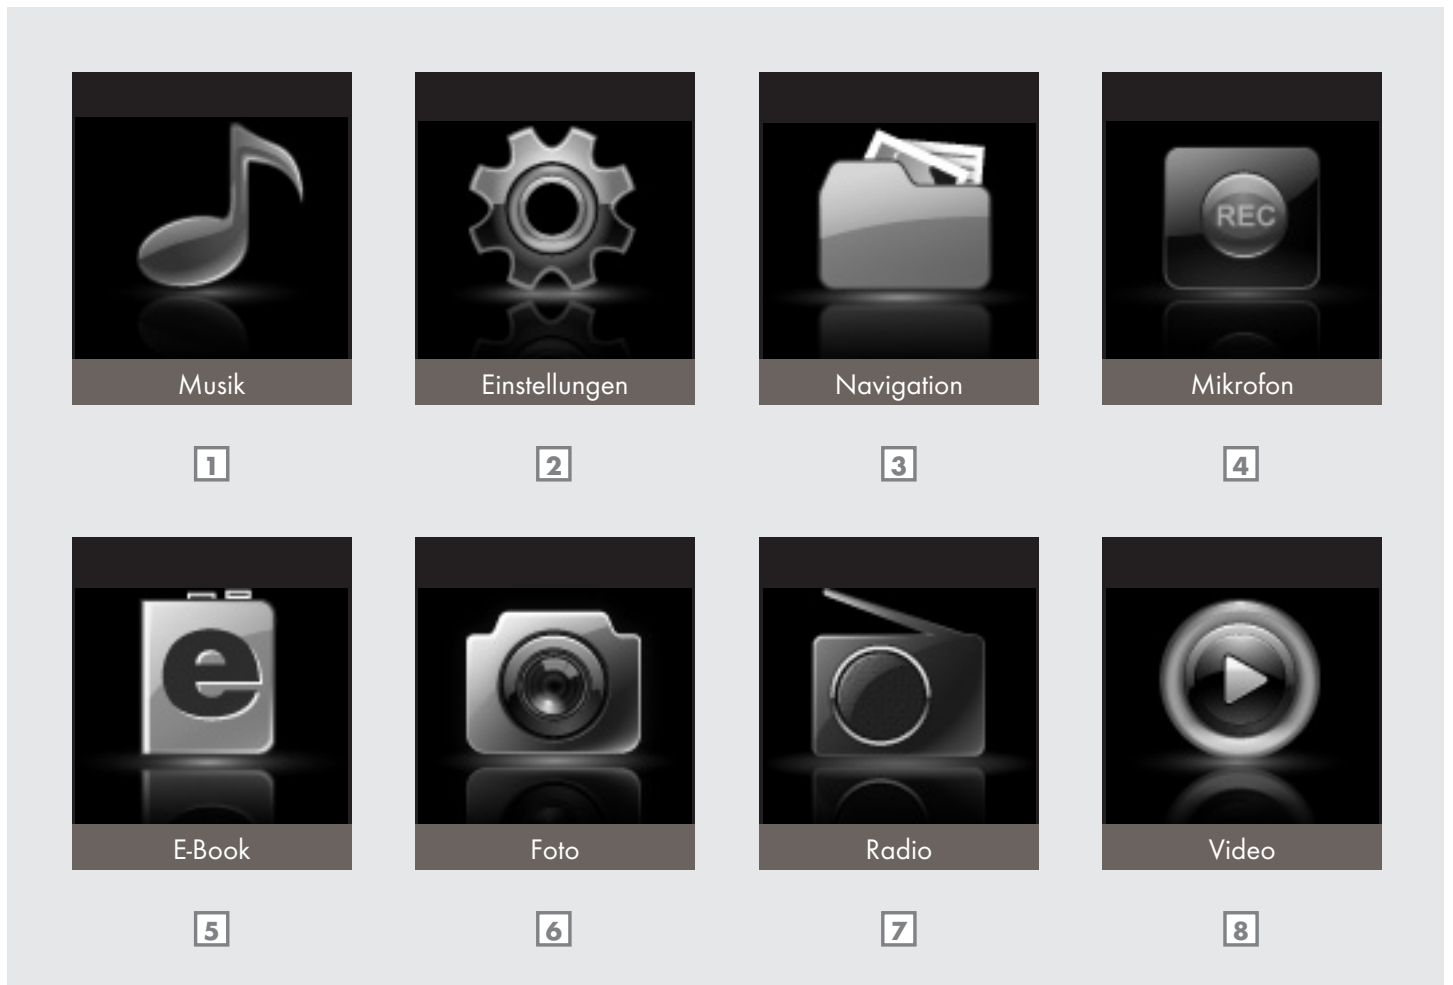 REC
Musik Einstellungen Navigation Mikrofon
1 2 3 4
e
E-Book Foto Radio Video
5 6 7 8